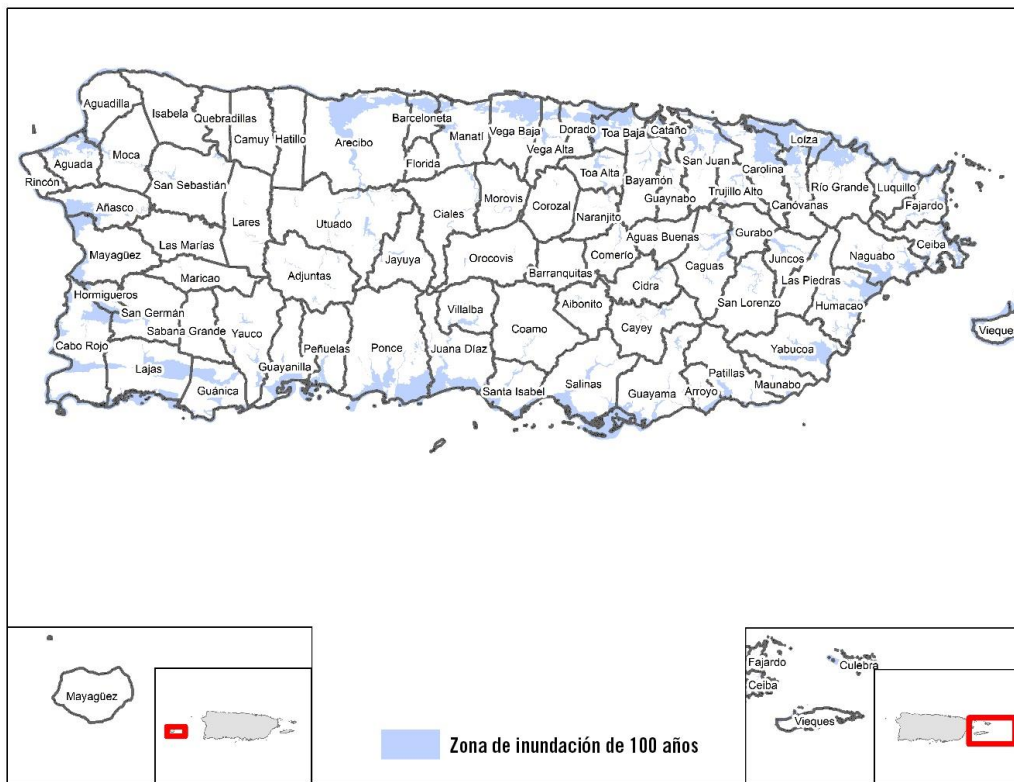 Aguadilla
Isabela
Quebradillas
Camuy
Hatillo
Arecibo
Barceloneta
Manatí
Vega Baja
Dorado
Vega Alta
Toa Baja
Cataño
Loíza
Aguada
Moca
Florida
San Juan
Carolina
Rincón
San Sebastián
Toa Alta
Bayamón
Guaynabo
Trujillo Alto
Río Grande
Luquillo
Añasco
Lares
Utuado
Ciales
Morovis
Corozal
Naranjito
Canóvanas
Fajardo
Mayagüez
Las Marías
Aguas Buenas
Gurabo
Ceiba
Maricao
Adjuntas
Jayuya
Orocovis
Barranquitas
Comerío
Caguas
Juncos
Naguabo
Hormigueros
San Germán
Sabana Grande
Yauco
Villalba
Aibonito
Cidra
San Lorenzo
Las Piedras
Humacao
Cabo Rojo
Lajas
Guánica
Guayanilla
Peñuelas
Ponce
Juana Díaz
Coamo
Cayey
Yabucoa
Santa Isabel
Salinas
Guayama
Arroyo
Patillas
Maunabo
Vieques
Mayagüez
Zona de inundación de 100 años
Fajardo
Ceiba
Culebra
Vieques